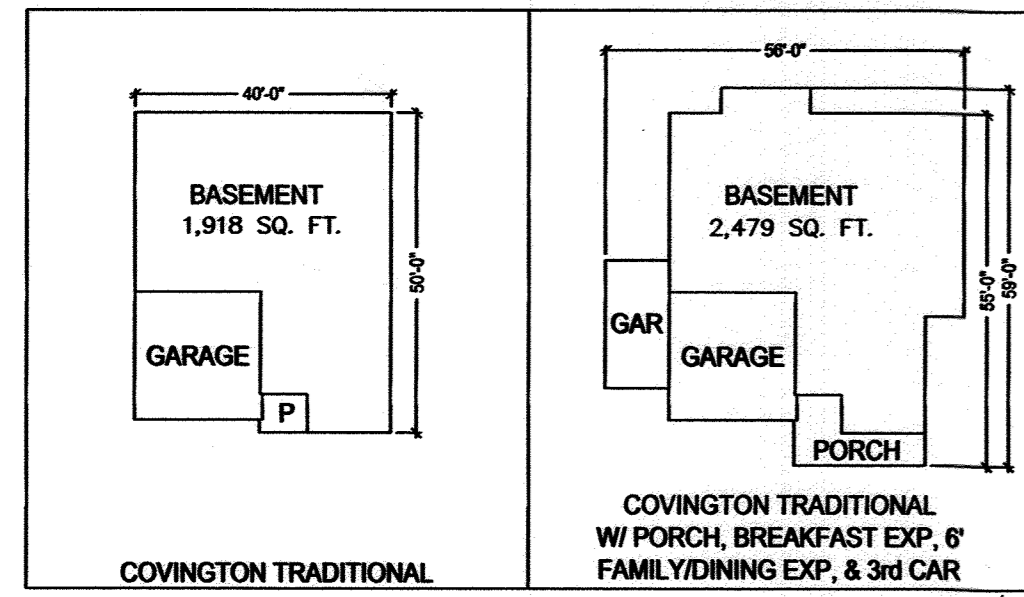 40'-0"
BASEMENT
1,918 SQ. FT.
50'-0"
GARAGE
P
COVINGTON TRADITIONAL
56'-0"
BASEMENT
2,479 SQ. FT.
55'-0"
59'-0"
GAR
GARAGE
PORCH
COVINGTON TRADITIONAL
W/ PORCH, BREAKFAST EXP, 6'
FAMILY/DINING EXP, & 3rd CAR